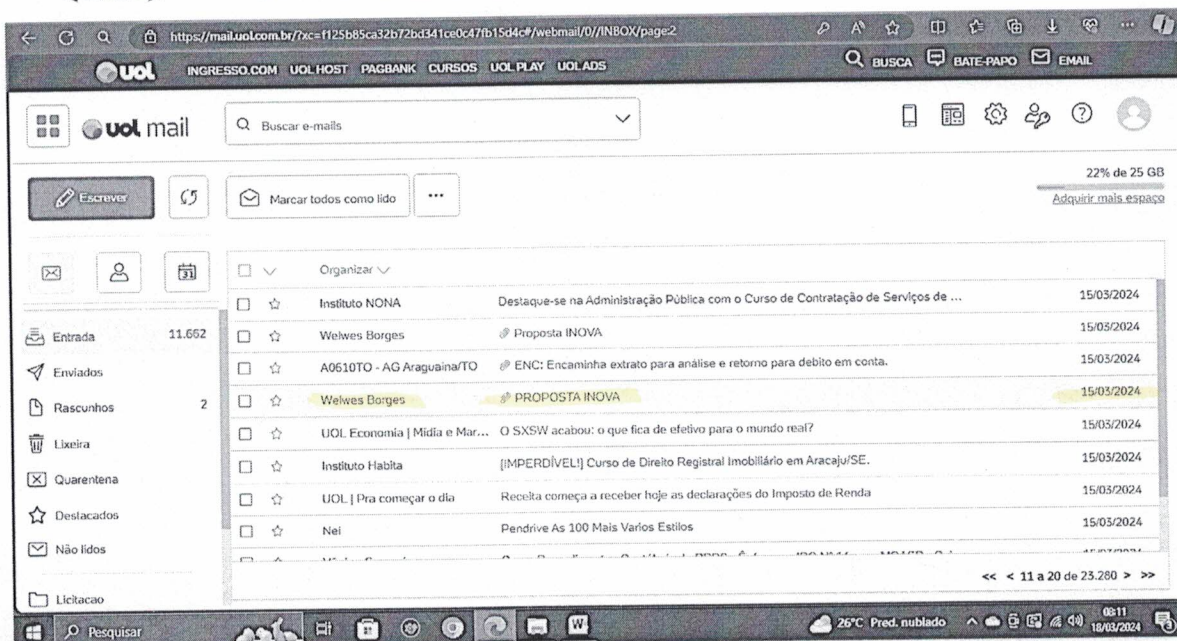 https://mail.uol.com.br/?xc=f125b85ca32b72bd341ce0c47fb15d4c#/webmail/0//INBOX/page:2
UOL INGRESSO.COM UOL HOST PAGBANK CURSOS UOL PLAY UOL ADS BUSCA BATE-PAPO EMAIL
uol mail Buscar e-mails
22% de 25 GB
Escrever Marcar todos como lido ...
Adquirir mais espaço
31 Organizar
Instituto NONA Destaque-se na Administração Pública com o Curso de Contratação de Serviços de ... 15/03/2024
Entrada 11.662 Welwes Borges Proposta INOVA 15/03/2024
Enviados A0610TO - AG Araguaina/TO ENC: Encaminha extrato para análise e retorno para debito em conta. 15/03/2024
Rascunhos 2 Welwes Borges PROPOSTA INOVA 15/03/2024
Lixeira UOL Economia | Mídia e Mar... O SXSW acabou: o que fica de efetivo para o mundo real? 15/03/2024
Quarentena Instituto Habita [IMPERDÍVEL!] Curso de Direito Registral Imobiliário em Aracaju/SE. 15/03/2024
Destacados UOL | Pra começar o dia Receita começa a receber hoje as declarações do Imposto de Renda 15/03/2024
Não lidos Nei Pendrive As 100 Mais Varios Estilos 15/03/2024
<< < 11 a 20 de 23.280 > >>
Licitacao
Pesquisar W 26°C Pred. nublado 08:11
18/03/2024 3